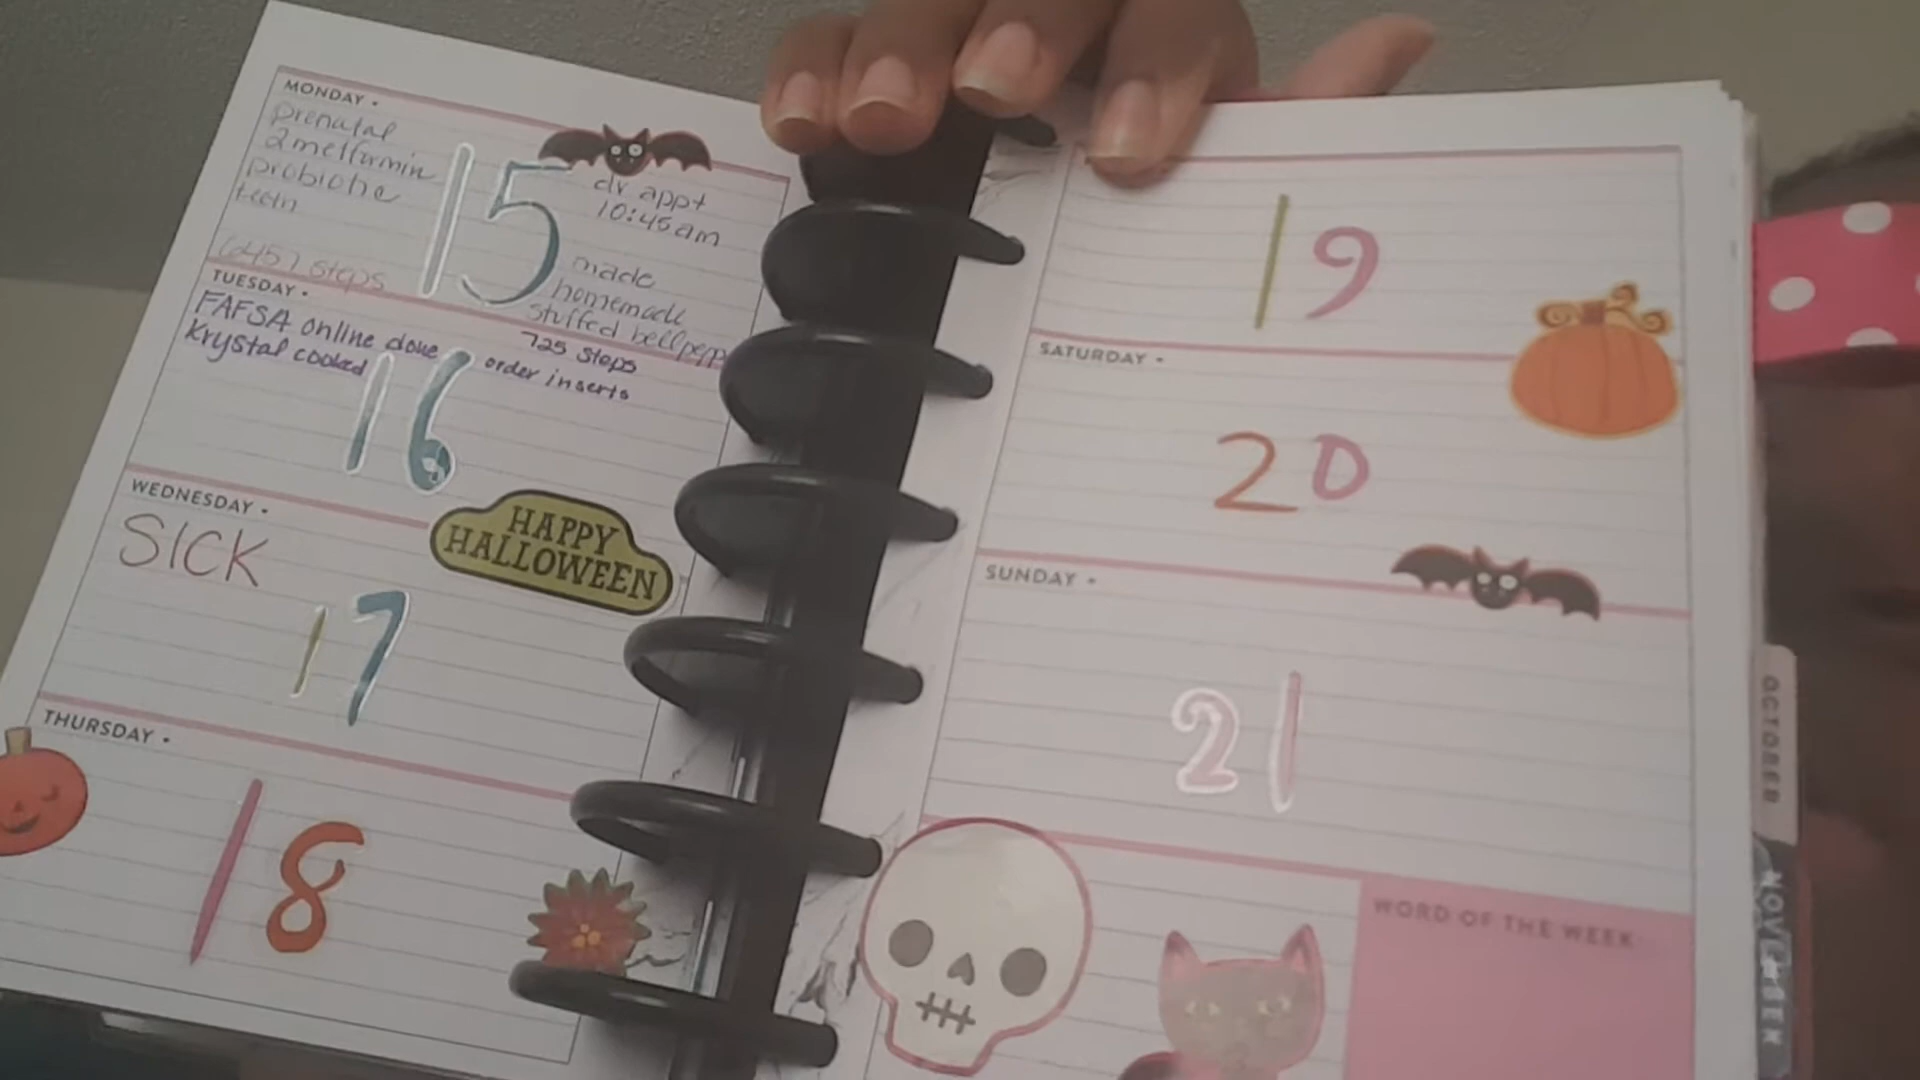 MONDAY •
prenatal
2 metformin
probiotic
teeth
15
dr appt
10:45am
made
homemade
stuffed bellpepp
steps
TUESDAY •
FAFSA online done
Krystal cooked
725 steps
order inserts
16
WEDNESDAY •
SICK
HAPPY
HALLOWEEN
17
THURSDAY •
18
19
SATURDAY •
20
SUNDAY •
21
WORD OF THE WEEK:
OCTOBER